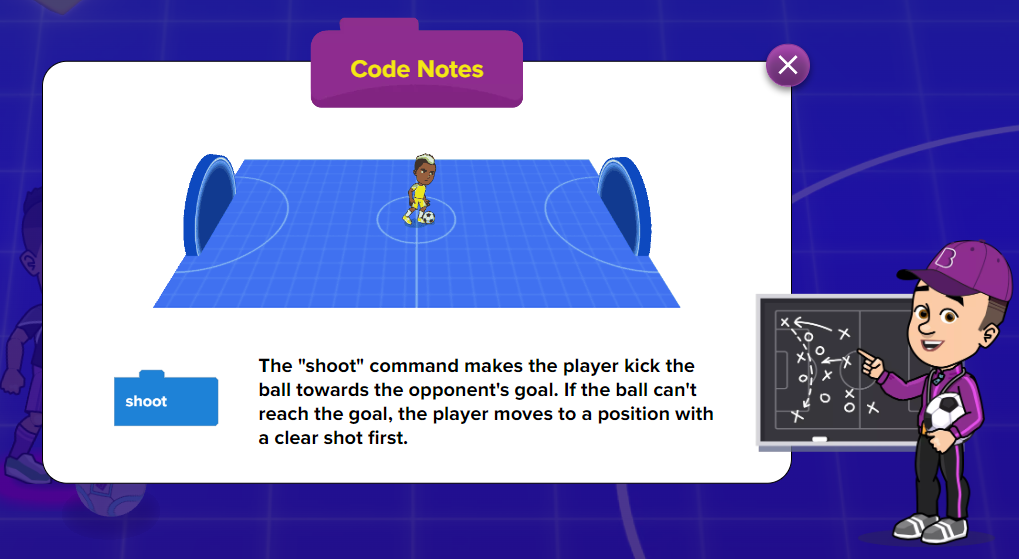 Code Notes
The "shoot" command makes the player kick the
ball towards the opponent's goal. If the ball can't
reach the goal, the player moves to a position with
a clear shot first.
shoot
B